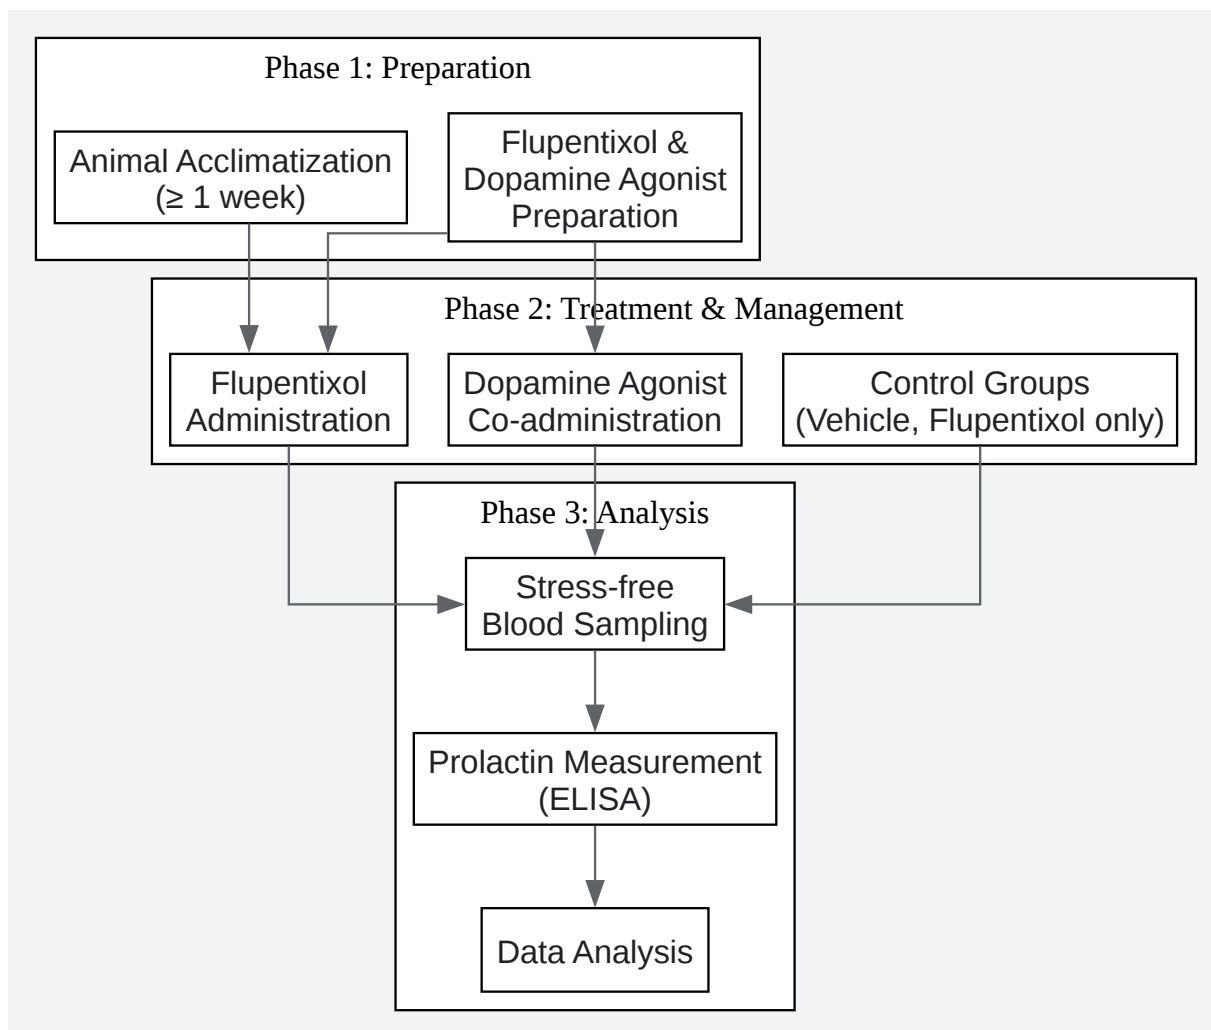 Phase 1: Preparation
Animal Acclimatization
(≥ 1 week)
Flupentixol &
Dopamine Agonist
Preparation
Phase 2: Treatment & Management
Flupentixol
Administration
Dopamine Agonist
Co-administration
Control Groups
(Vehicle, Flupentixol only)
Phase 3: Analysis
Stress-free
Blood Sampling
Prolactin Measurement
(ELISA)
Data Analysis